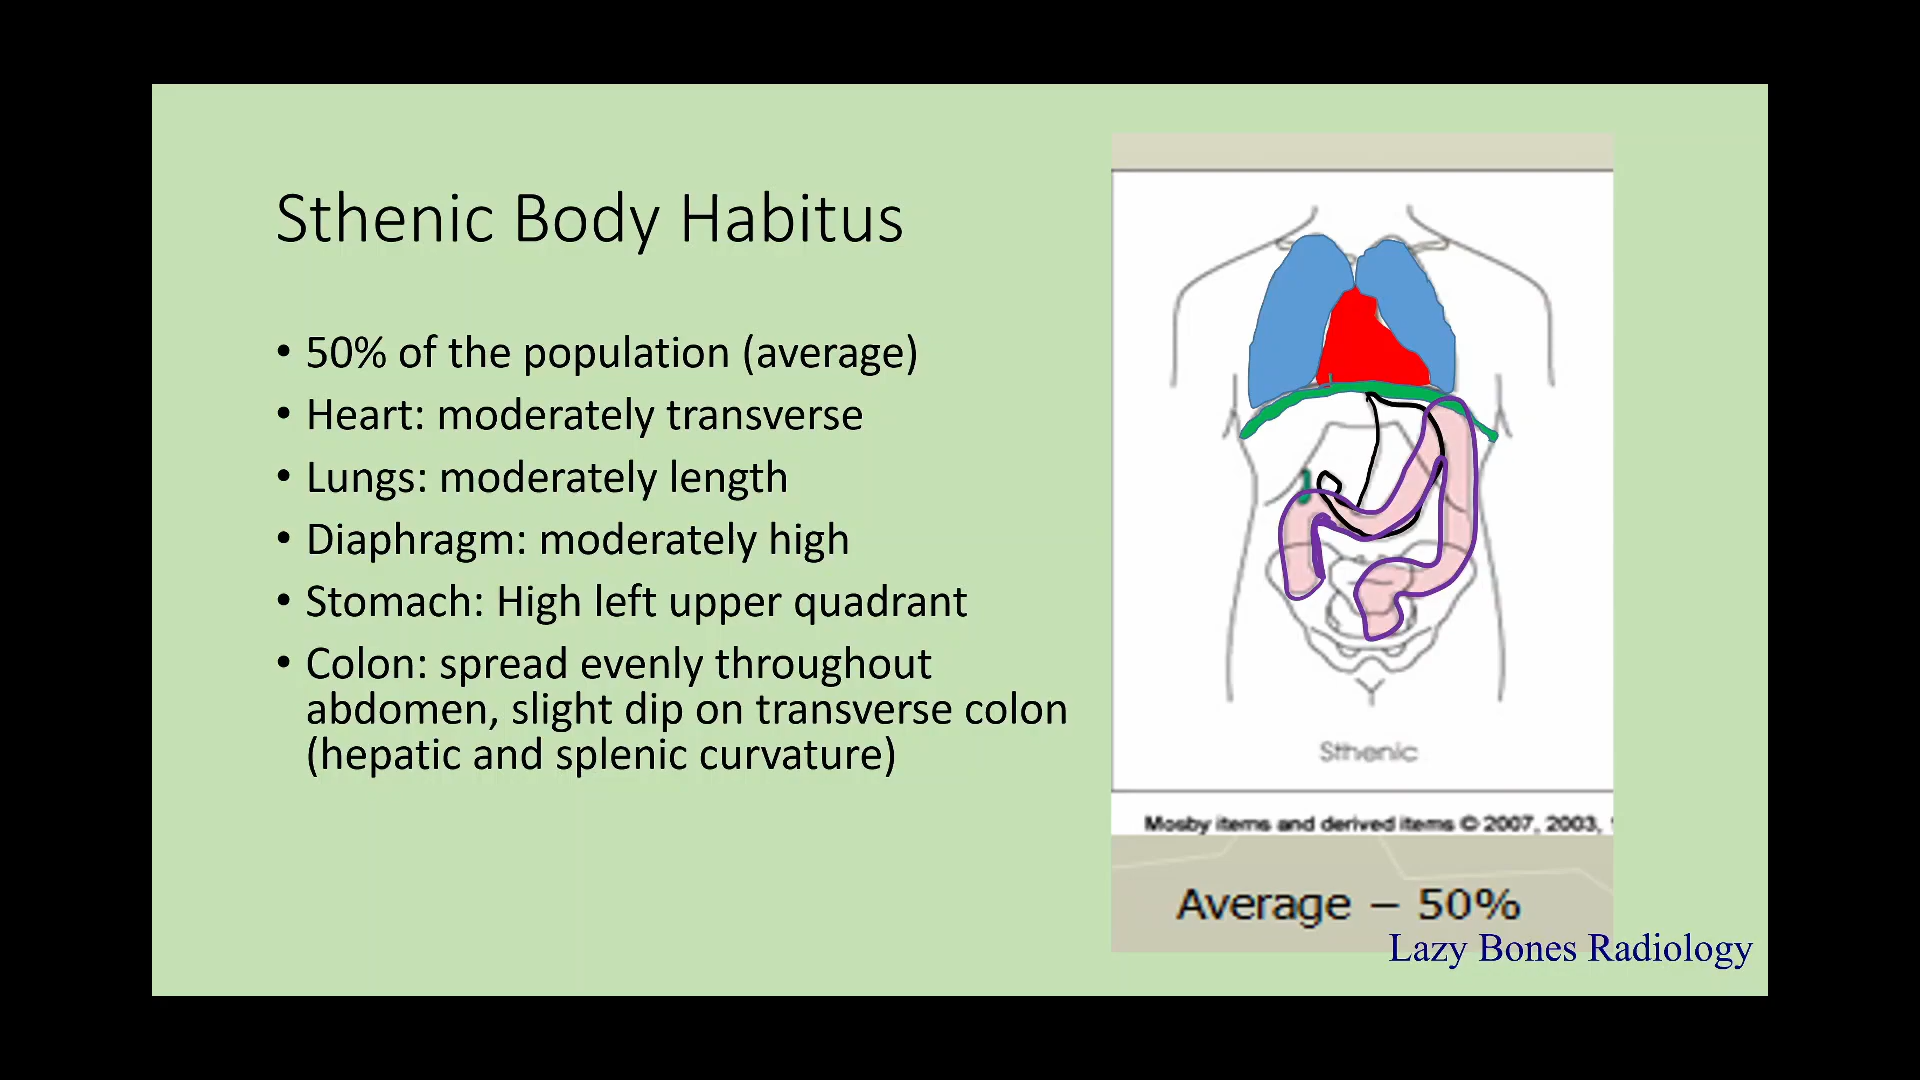 Sthenic Body Habitus
• 50% of the population (average)
• Heart: moderately transverse
• Lungs: moderately length
• Diaphragm: moderately high
• Stomach: High left upper quadrant
• Colon: spread evenly throughout
abdomen, slight dip on transverse colon
(hepatic and splenic curvature)
Sthenic
Mosby items and derived items © 2007, 2003,
Average – 50%
Lazy Bones Radiology